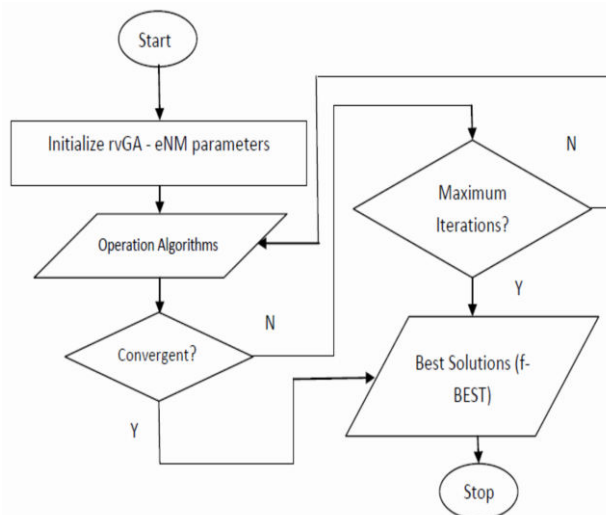 Start
Initialize rvGA - eNM parameters
Operation Algorithms
Convergent?
N
Y
Maximum
Iterations?
N
Y
Best Solutions (f-
BEST)
Stop